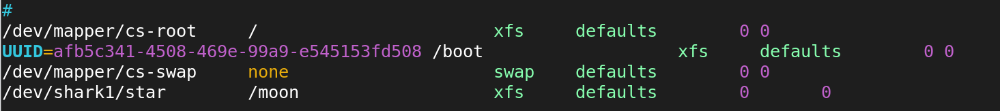 #
/dev/mapper/cs-root     /                       xfs     defaults        0 0
UUID=afb5c341-4508-469e-99a9-e545153fd508 /boot                   xfs     defaults        0 0
/dev/mapper/cs-swap     none                    swap    defaults        0 0
/dev/shark1/star        /moon                   xfs     defaults        0       0